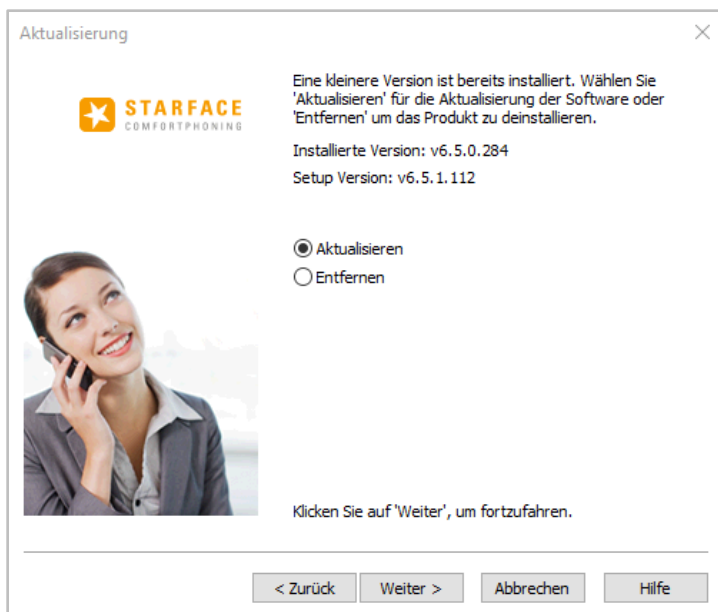 Aktualisierung
STARFACE
COMFORTPHONING
Eine kleinere Version ist bereits installiert. Wählen Sie
'Aktualisieren' für die Aktualisierung der Software oder
'Entfernen' um das Produkt zu deinstallieren.
Installierte Version: v6.5.0.284
Setup Version: v6.5.1.112
Aktualisieren
Entfernen
Klicken Sie auf 'Weiter', um fortzufahren.
< Zurück
Weiter >
Abbrechen
Hilfe